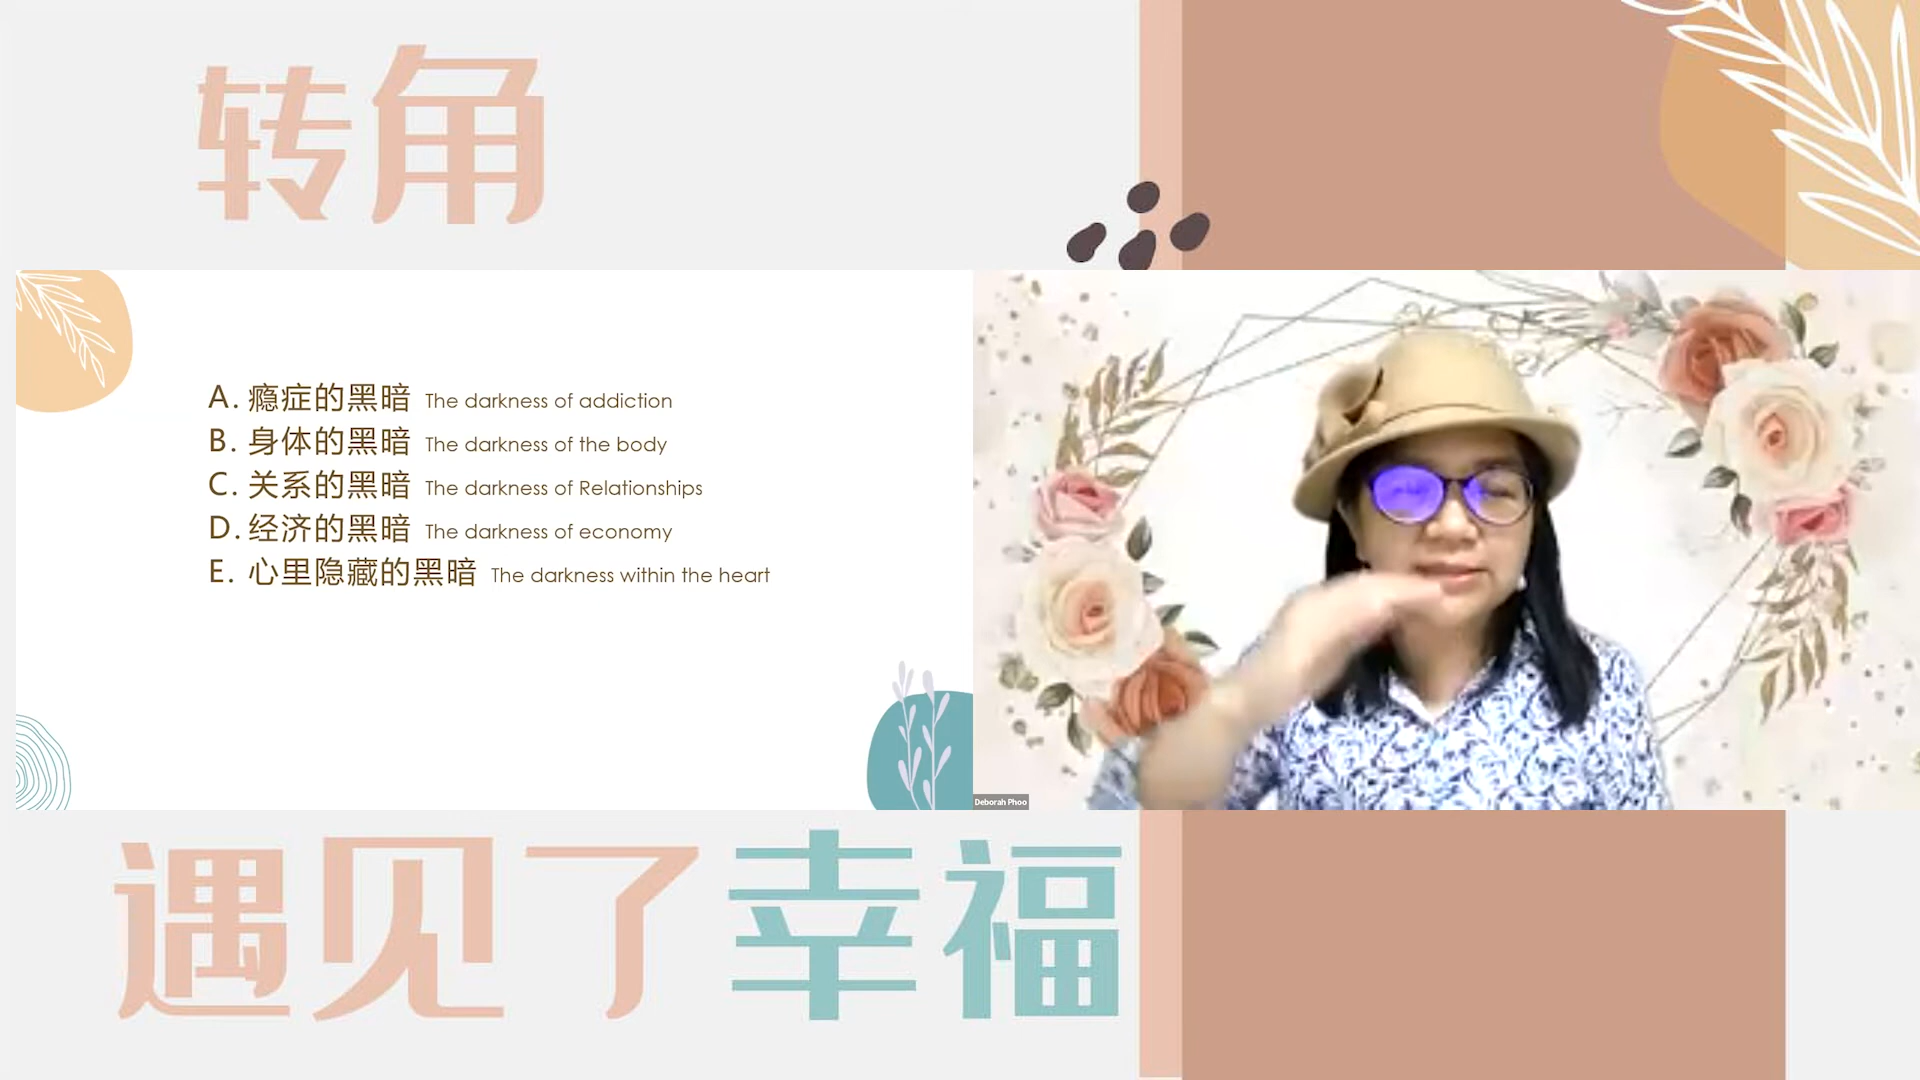 转角
A. 瘾症的黑暗 The darkness of addiction
B. 身体的黑暗 The darkness of the body
C. 关系的黑暗 The darkness of Relationships
D. 经济的黑暗 The darkness of economy
E. 心里隐藏的黑暗 The darkness within the heart
Deborah Phoo
遇见了幸福